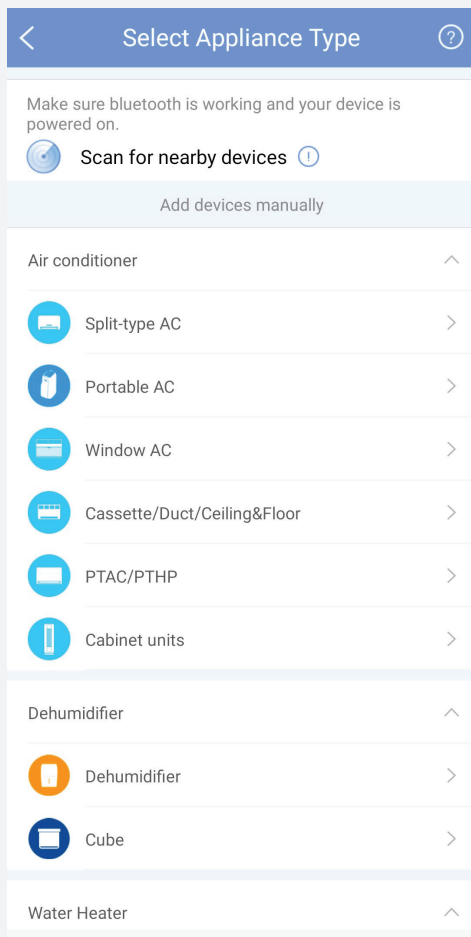 Select Appliance Type
Make sure bluetooth is working and your device is
powered on.
Scan for nearby devices
Add devices manually
Air conditioner
Split-type AC
Portable AC
Window AC
Cassette/Duct/Ceiling&Floor
PTAC/PTHP
Cabinet units
Dehumidifier
Dehumidifier
Cube
Water Heater